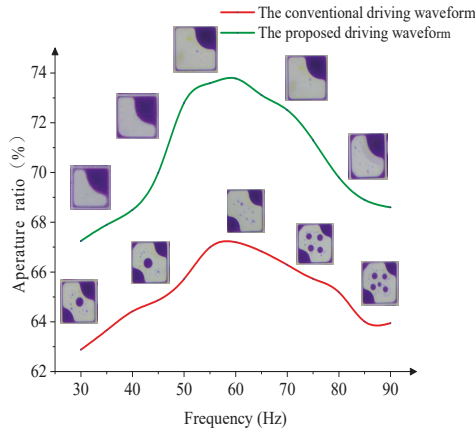 The conventional driving waveform
The proposed driving waveform
74
72
70
68
66
64
62
Aperature ratio (%)
30 40 50 60 70 80 90
Frequency (Hz)